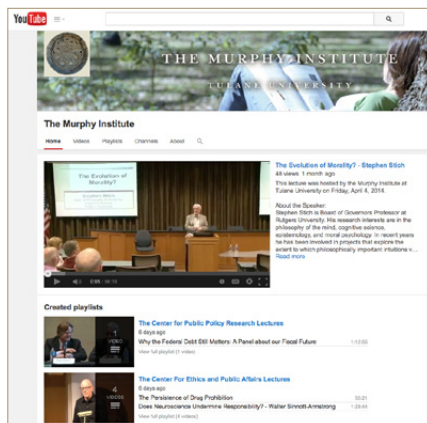 YouTube
THE MURPHY INSTITUTE
TULANE UNIVERSITY
The Murphy Institute
Home Videos Playlists Channels About
The Evolution of
Morality?
Stephen Stich
The Evolution of Morality? - Stephen Stich
48 views 1 month ago
This lecture was hosted by the Murphy Institute at
Tulane University on Friday, April 4, 2014.
About the Speaker:
Stephen Stich is Board of Governors Professor at
Rutgers University. His research interests are in the
philosophy of the mind, cognitive science,
epistemology, and moral psychology. In recent years
he has been involved in projects that explore the
extent to which philosophically important intuitions v...
Read more
Created playlists
1
VIDEO
The Center for Public Policy Research Lectures
6 days ago
Why the Federal Debt Still Matters: A Panel about our Fiscal Future
View full playlist (1 video)
4
VIDEOS
The Center For Ethics and Public Affairs Lectures
6 days ago
The Persistence of Drug Prohibition
Does Neuroscience Undermine Responsibility? - Walter Sinnott-Armstrong
View full playlist (4 videos)